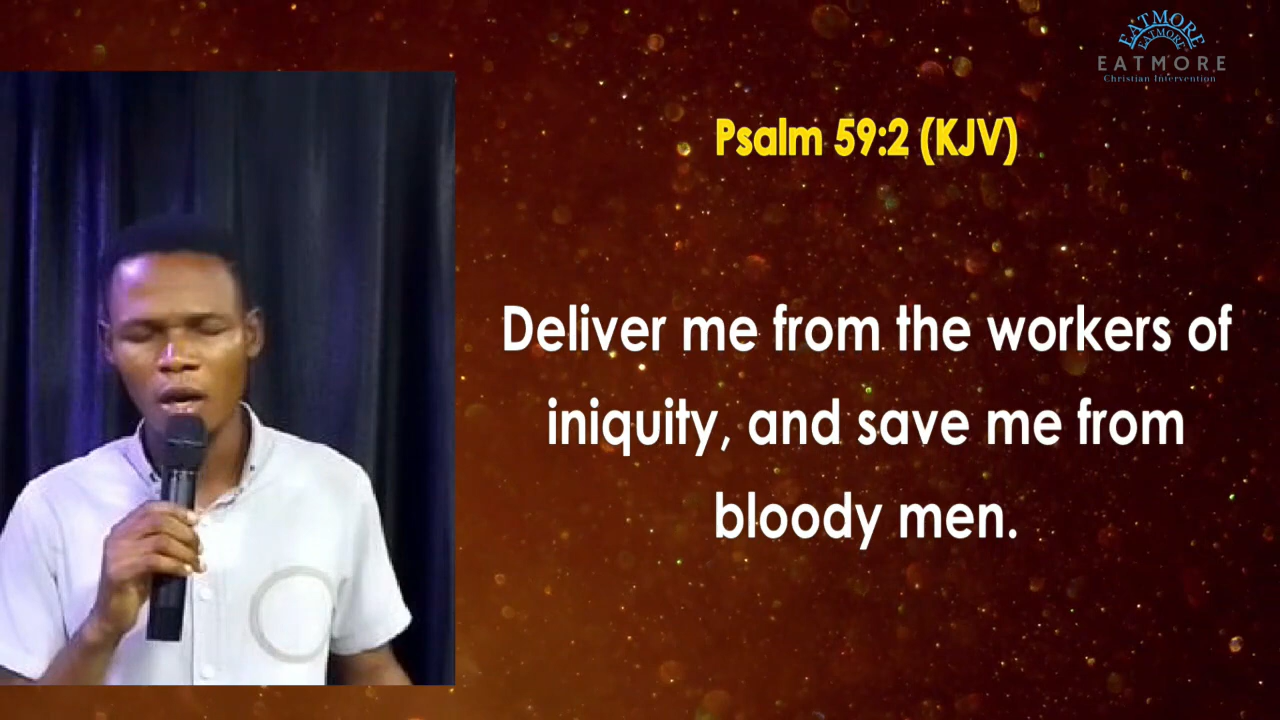 EATMORE
EATMORE
EATMORE
Christian Intervention
Psalm 59:2 (KJV)
Deliver me from the workers of
iniquity, and save me from
bloody men.